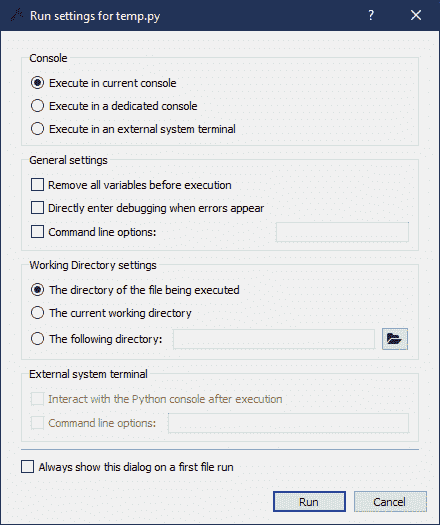 Run settings for temp.py
?
Console
Execute in current console
Execute in a dedicated console
Execute in an external system terminal
General settings
Remove all variables before execution
Directly enter debugging when errors appear
Command line options:
Working Directory settings
The directory of the file being executed
The current working directory
The following directory:
External system terminal
Interact with the Python console after execution
Command line options:
Always show this dialog on a first file run
Run
Cancel